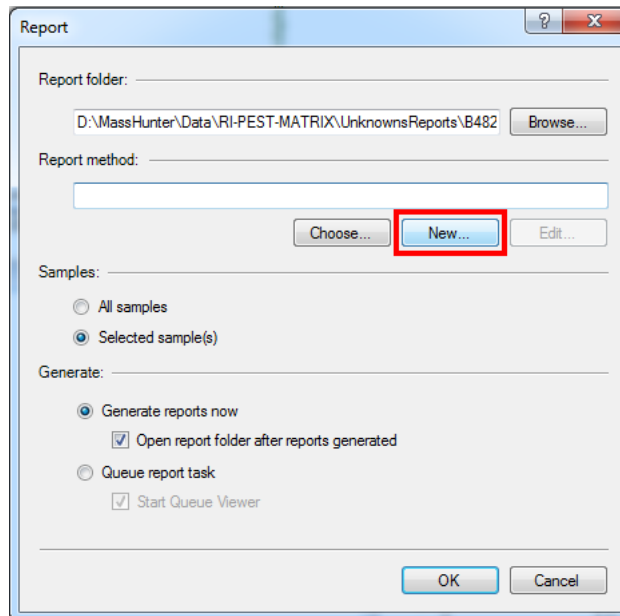 Report
Report folder:
D:\MassHunter\Data\RI-PEST-MATRIX\UnknownsReports\B482 Browse...
Report method:
Choose... New... Edit...
Samples:
All samples
Selected sample(s)
Generate:
Generate reports now
Open report folder after reports generated
Queue report task
Start Queue Viewer
OK Cancel